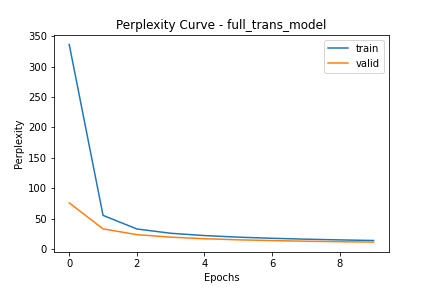 Perplexity Curve - full_trans_model
350
300
250
200
150
100
50
0
Perplexity
train
valid
0 2 4 6 8
Epochs